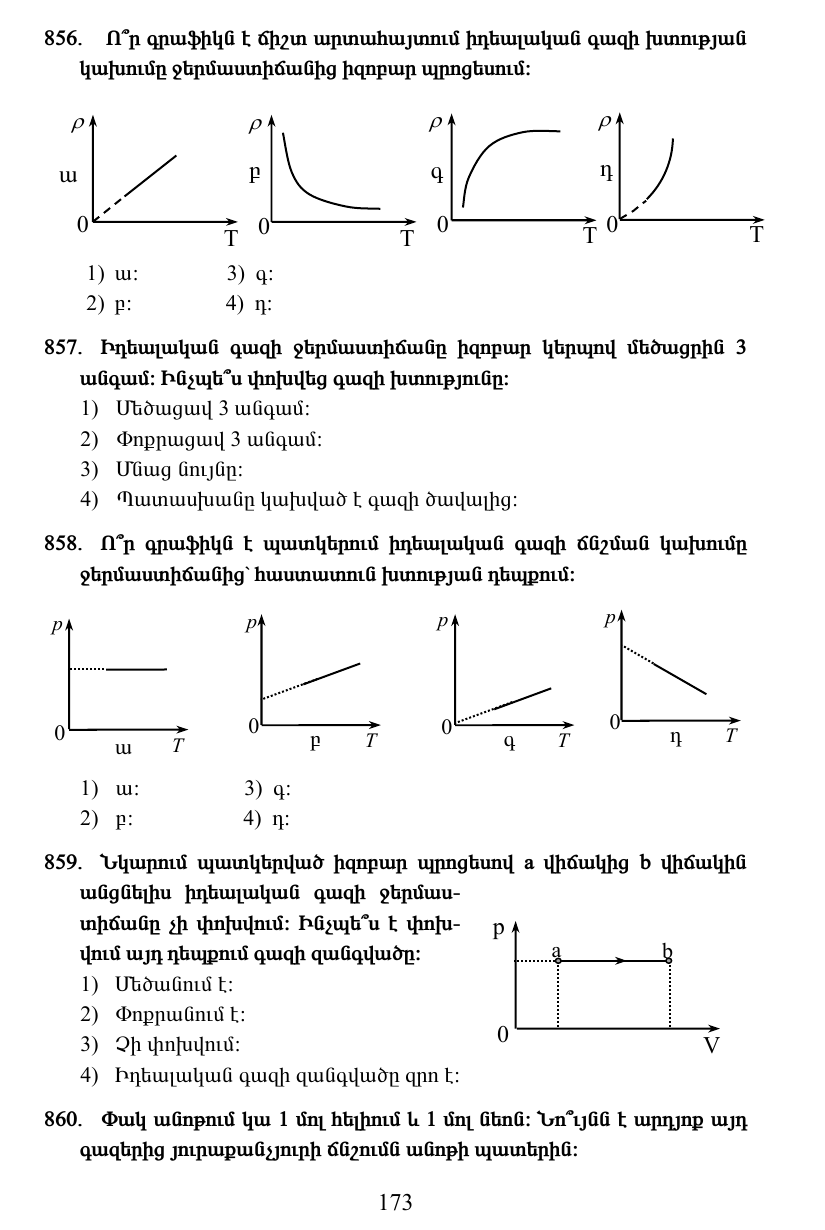 856. Ո՞ր գրաֆիկն է ճիշտ արտահայտում իդեալական գազի խտության
կախումը ջերմաստիճանից իզոբար պրոցեսում:
ρ ρ ρ ρ
ա բ գ դ
0 T 0 T 0 T 0 T
1) ա: 3) գ:
2) բ: 4) դ:
857. Իդեալական գազի ջերմաստիճանը իզոբար կերպով մեծացրին 3
անգամ: Ինչպե՞ս փոխվեց գազի խտությունը:
1) Մեծացավ 3 անգամ:
2) Փոքրացավ 3 անգամ:
3) Մնաց նույնը:
4) Պատասխանը կախված է գազի ծավալից:
858. Ո՞ր գրաֆիկն է պատկերում իդեալական գազի ճնշման կախումը
ջերմաստիճանից՝ հաստատուն խտության դեպքում:
p p p p
0 T 0 T 0 T 0 T
ա բ գ դ
1) ա: 3) գ:
2) բ: 4) դ:
859. Նկարում պատկերված իզոբար պրոցեսով a վիճակից b վիճակին
անցնելիս իդեալական գազի ջերմաս-
տիճանը չի փոխվում: Ինչպե՞ս է փոխ-
վում այդ դեպքում գազի զանգվածը:
1) Մեծանում է:
2) Փոքրանում է:
3) Չի փոխվում:
4) Իդեալական գազի զանգվածը զրո է:
p
a b
0 V
860. Փակ անոթում կա 1 մոլ հելիում և 1 մոլ նեոն: Նո՞ւյնն է արդյոք այդ
գազերից յուրաքանչյուրի ճնշումն անոթի պատերին:
173